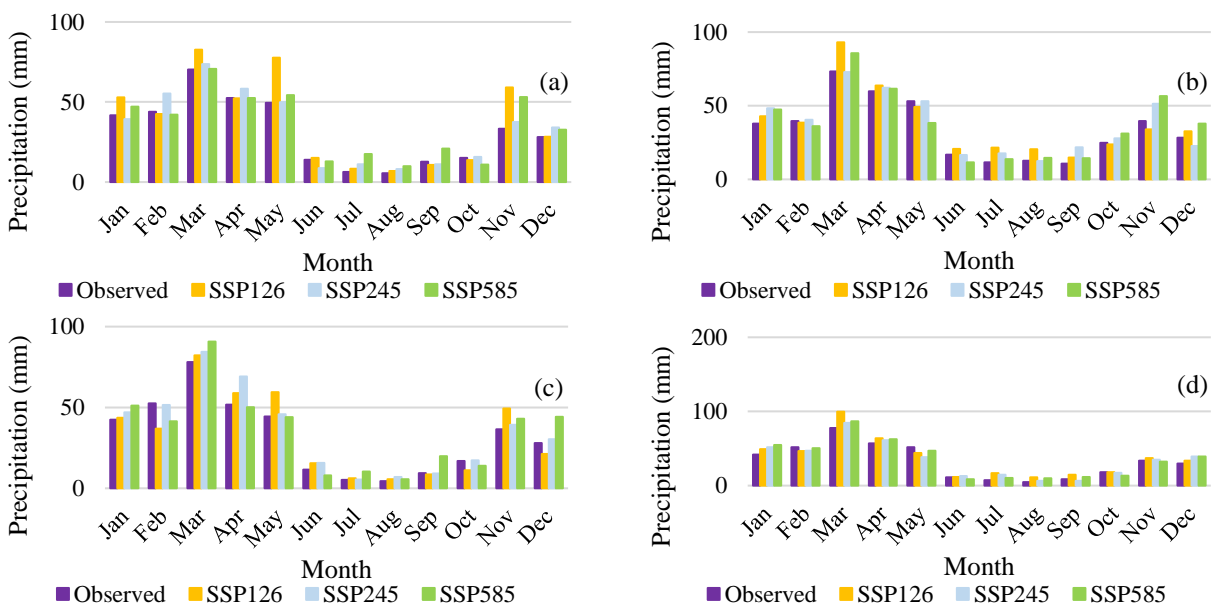 Precipitation (mm)
100
50
0
(a)
Jan Feb Mar Apr May Jun Jul Aug Sep Oct Nov Dec
Month
Observed SSP126 SSP245 SSP585
Precipitation (mm)
100
50
0
(b)
Jan Feb Mar Apr May Jun Jul Aug Sep Oct Nov Dec
Month
Observed SSP126 SSP245 SSP585
Precipitation (mm)
100
50
0
(c)
Jan Feb Mar Apr May Jun Jul Aug Sep Oct Nov Dec
Month
Observed SSP126 SSP245 SSP585
Precipitation (mm)
200
100
0
(d)
Jan Feb Mar Apr May Jun Jul Aug Sep Oct Nov Dec
Month
Observed SSP126 SSP245 SSP585